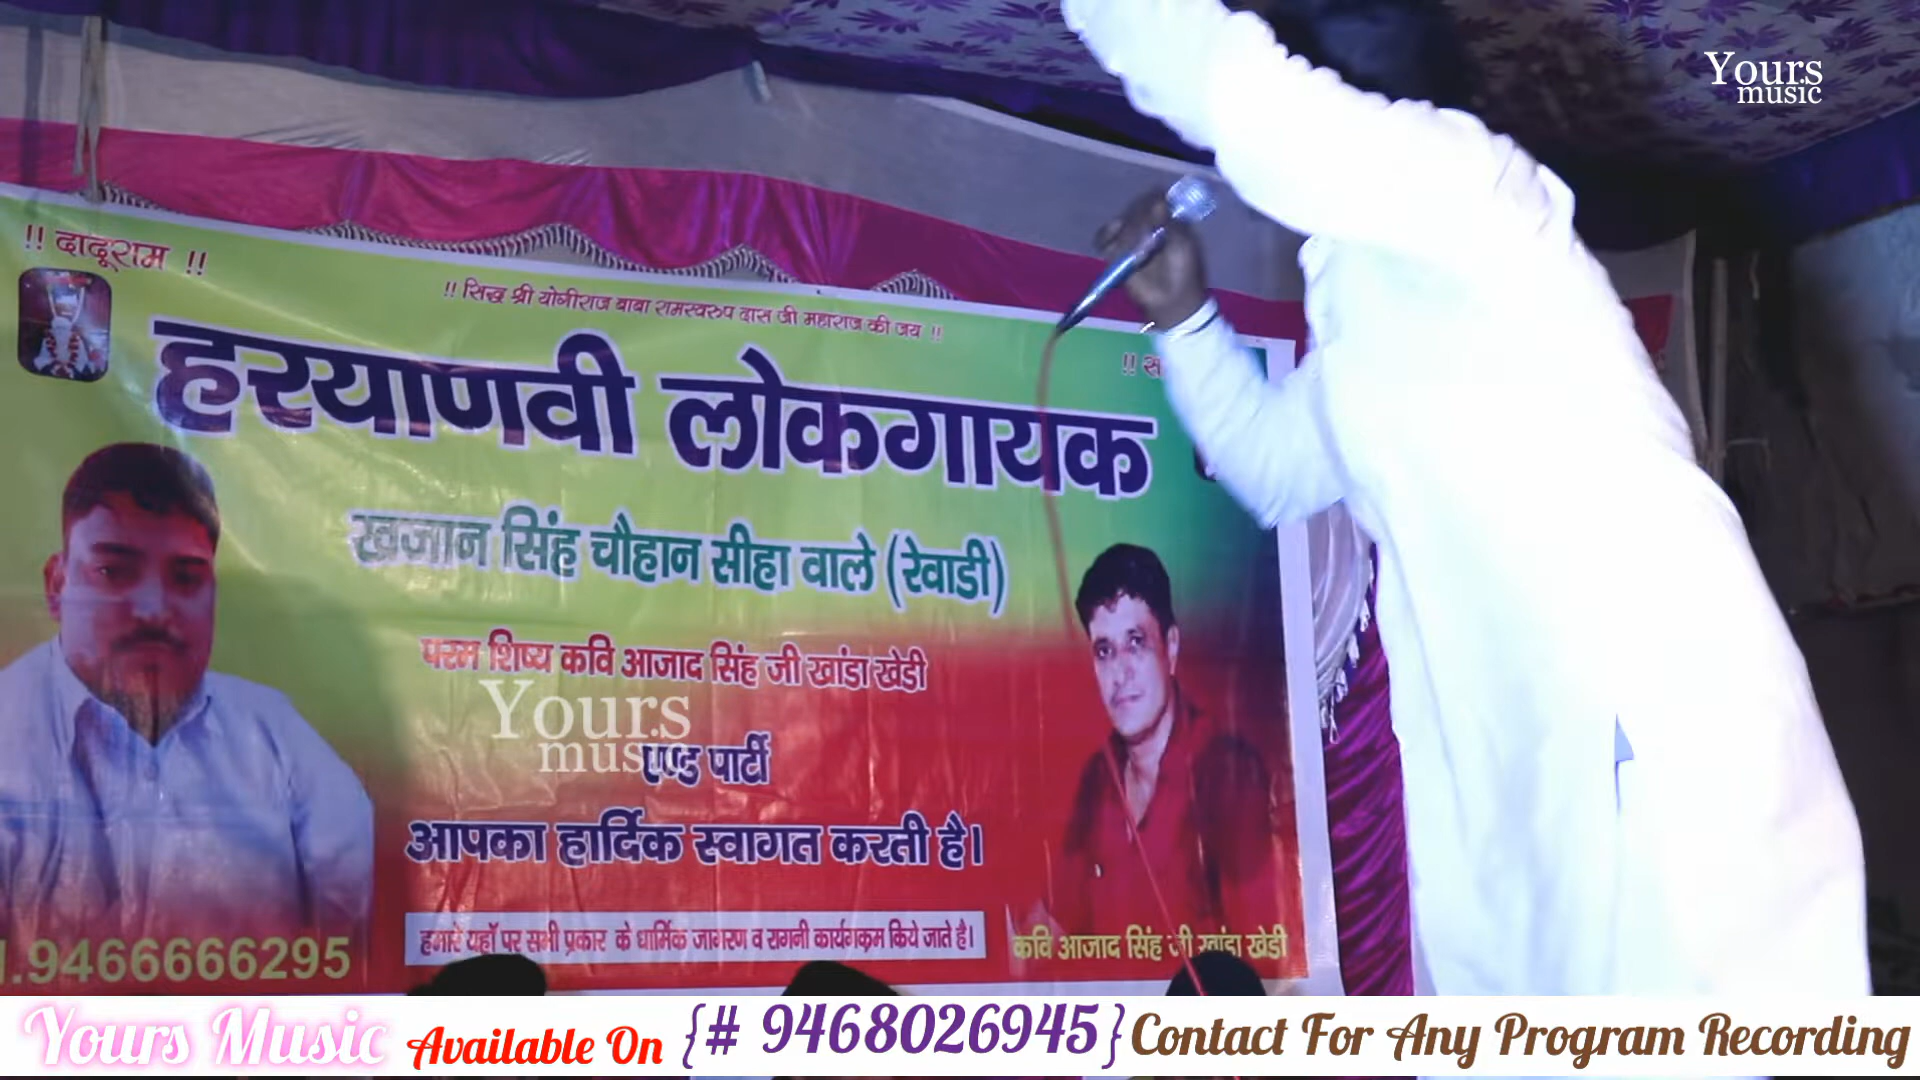 Yours
music
!! दादूराम !!
!! सिद्ध श्री योगीराज बाबा रामस्वरुप दास जी महाराज की जय !!
!! स
हरयाणवी लोकगायक
खजान सिंह चौहान सीहा वाले (रेवाडी)
परम शिष्य कवि आजाद सिंह जी खांडा खेडी
Yours
music
एण्ड पार्टी
आपका हार्दिक स्वागत करती है।
हमारे यहाँ पर सभी प्रकार के धार्मिक जागरण व रागनी कार्यगक्रम किये जाते है।
.9466666295
कवि आजाद सिंह जी खांडा खेडी
Yours Music Available On {# 9468026945} Contact For Any Program Recording